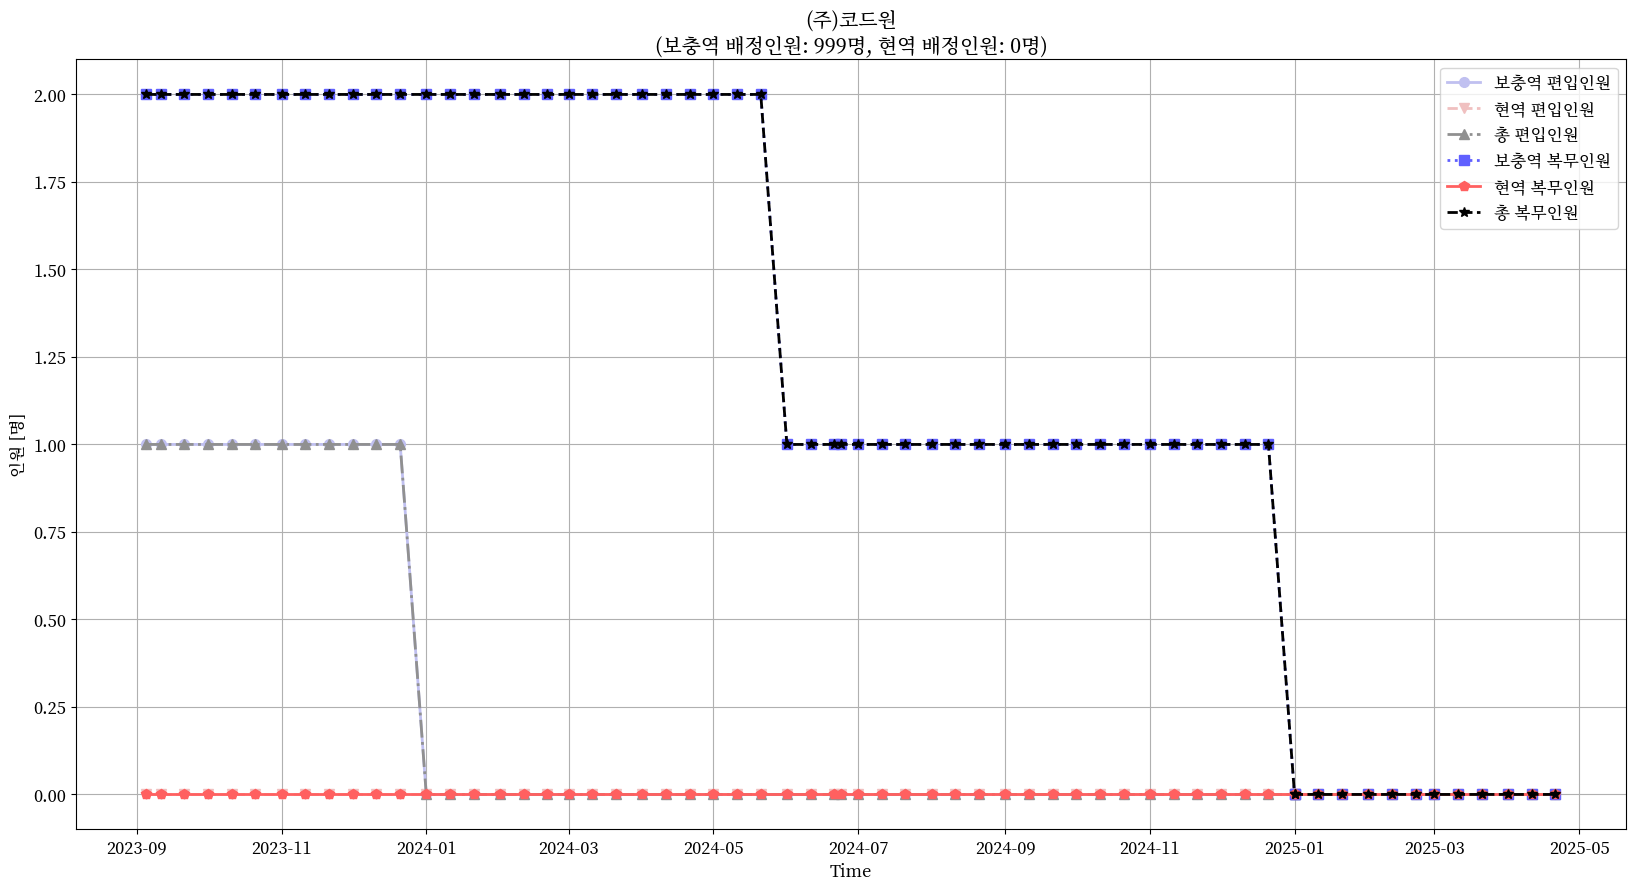 (주)코드원
(보충역 배정인원: 999명, 현역 배정인원: 0명)
보충역 편입인원
현역 편입인원
총 편입인원
보충역 복무인원
현역 복무인원
총 복무인원
인원 [명]
2.00
1.75
1.50
1.25
1.00
0.75
0.50
0.25
0.00
2023-09 2023-11 2024-01 2024-03 2024-05 2024-07 2024-09 2024-11 2025-01 2025-03 2025-05
Time